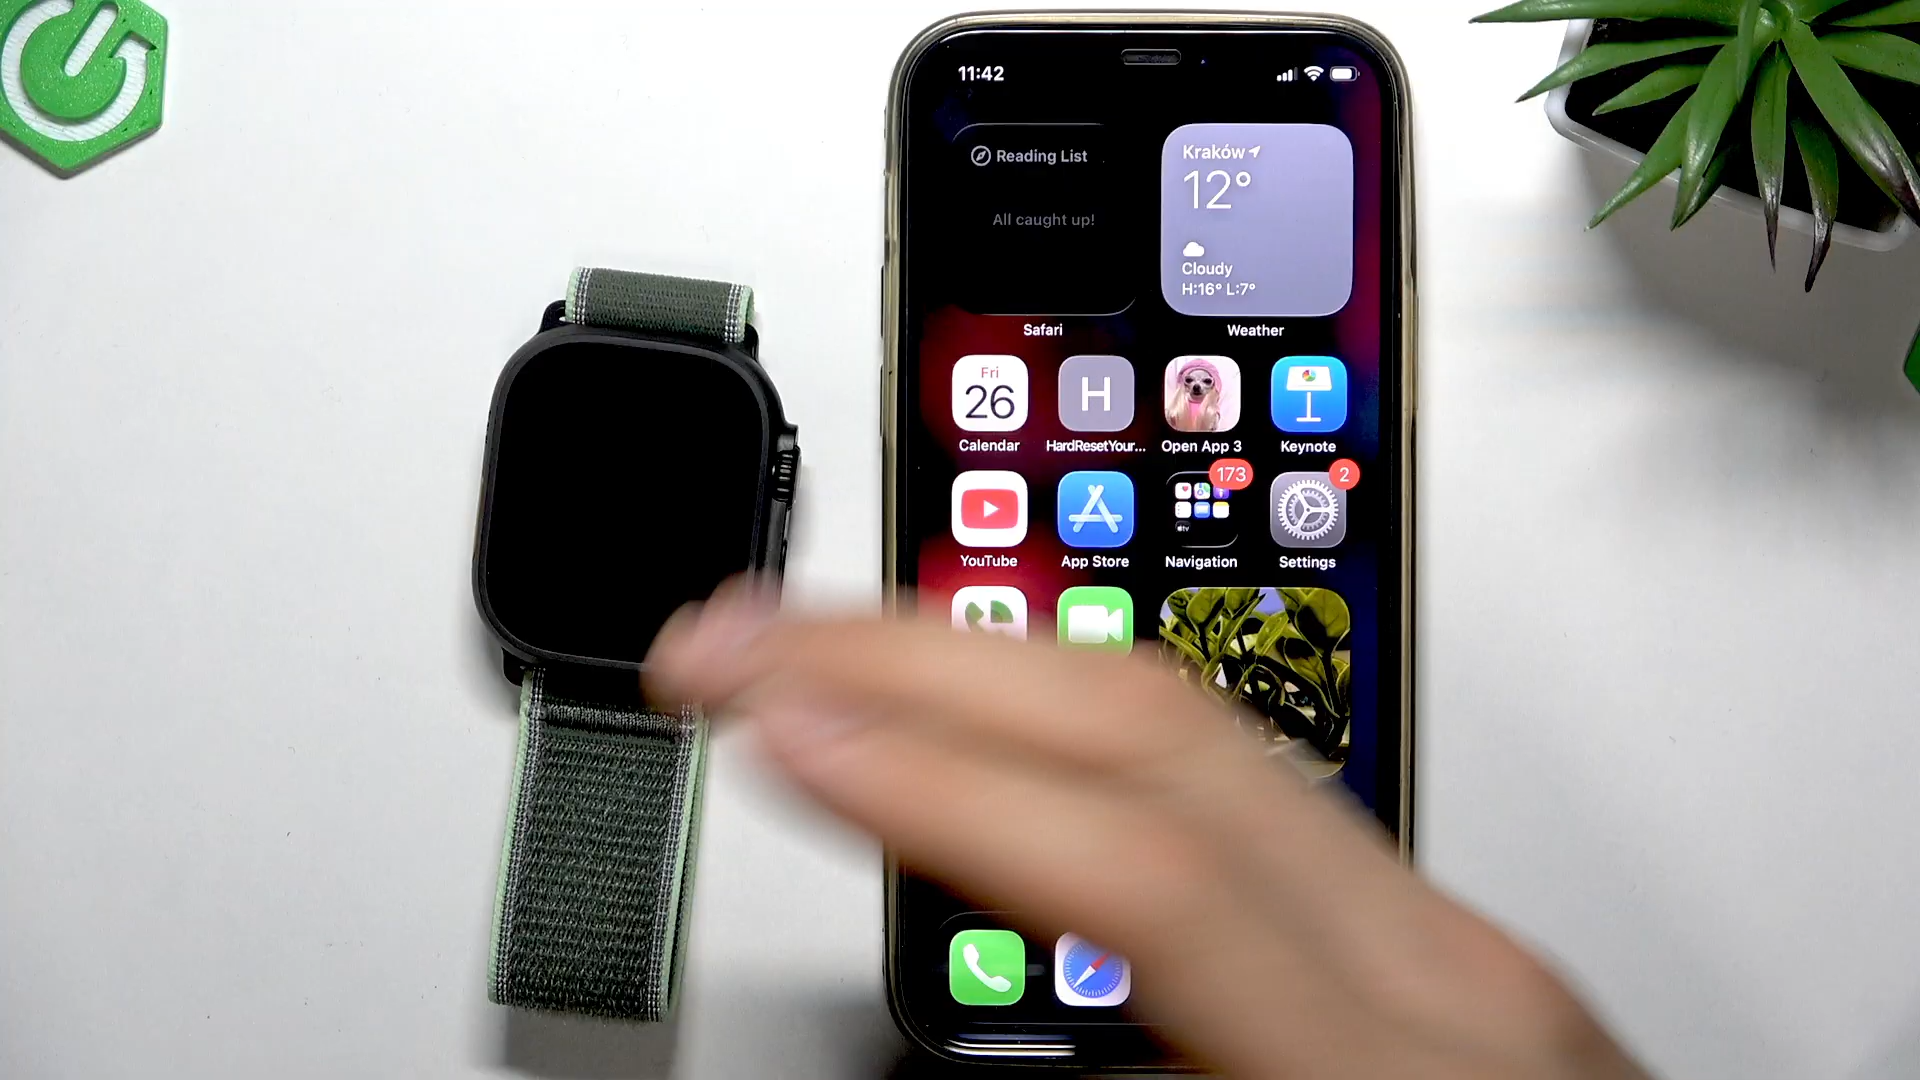 11:42
Reading List
All caught up!
Safari
Kraków
12°
Cloudy
H:16° L:7°
Weather
Fri
26
Calendar
H
HardResetYour...
Open App 3
Keynote
YouTube
App Store
173
Navigation
2
Settings